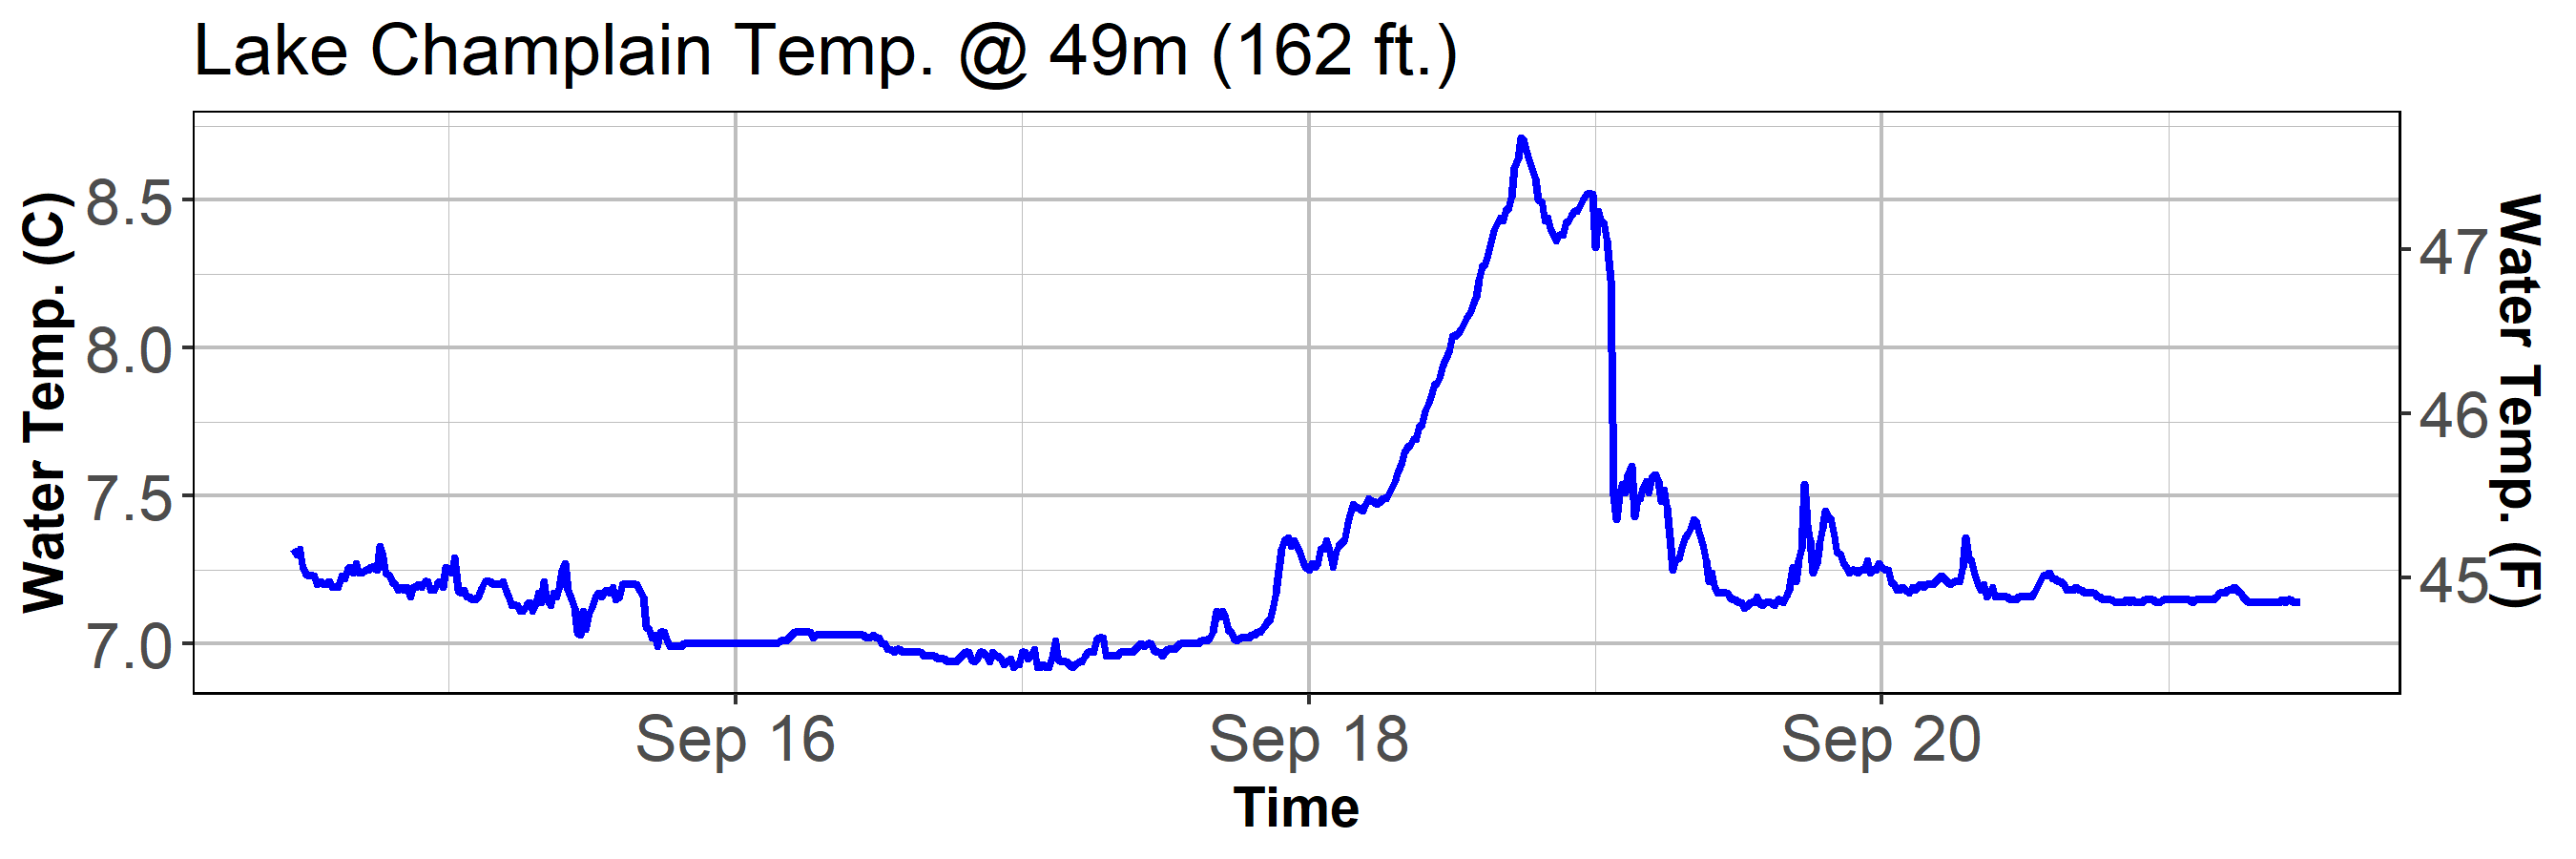 Lake Champlain Temp. @ 49m (162 ft.)
Water Temp. (C)
8.5
8.0
7.5
7.0
47
46
45
Water Temp. (F)
Sep 16 Sep 18 Sep 20
Time